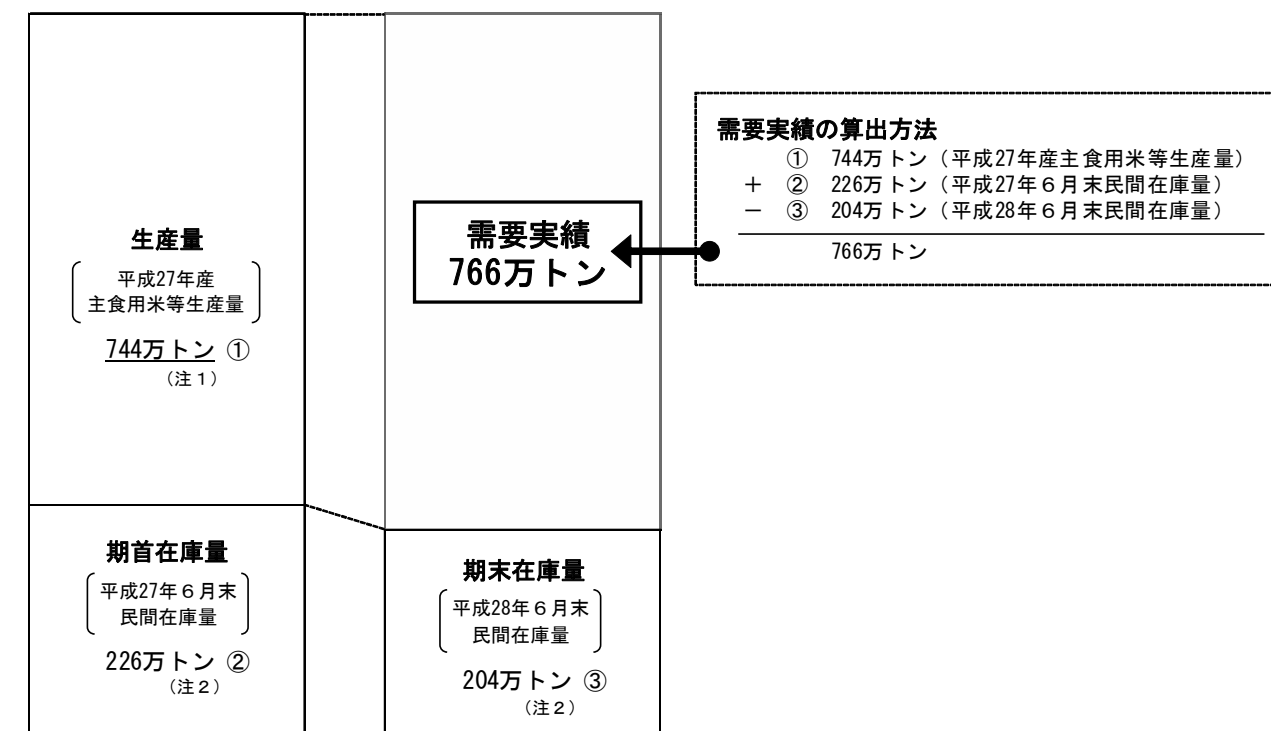 生産量
平成27年産
主食用米等生産量
744万トン ①
（注１）
期首在庫量
平成27年６月末
民間在庫量
226万トン ②
（注２）
需要実績
766万トン
期末在庫量
平成28年６月末
民間在庫量
204万トン ③
（注２）
需要実績の算出方法
① 744万トン（平成27年産主食用米等生産量）
＋ ② 226万トン（平成27年６月末民間在庫量）
－ ③ 204万トン（平成28年６月末民間在庫量）
766万トン